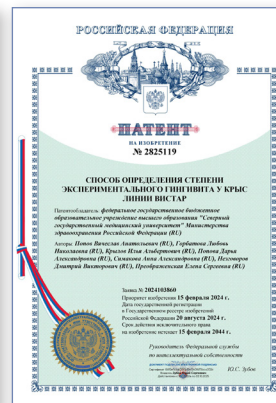 РОССИЙСКАЯ ФЕДЕРАЦИЯ
ПАТЕНТ
НА ИЗОБРЕТЕНИЕ
№ 2825119
СПОСОБ ОПРЕДЕЛЕНИЯ СТЕПЕНИ
ЭКСПЕРИМЕНТАЛЬНОГО ГИНГИВИТА У КРЫС
ЛИНИИ ВИСТАР
Патентообладатель: федеральное государственное бюджетное
образовательное учреждение высшего образования "Северный
государственный медицинский университет" Министерства
здравоохранения Российской Федерации (RU)
Авторы: Попов Вячеслав Анатольевич (RU), Горбатова Любовь
Николаевна (RU), Крылов Илья Альбертович (RU), Попова Дарья
Александровна (RU), Симакова Анна Александровна (RU), Неговоров
Дмитрий Викторович (RU), Преображенская Елена Сергеевна (RU)
Заявка № 2024103860
Приоритет изобретения 15 февраля 2024 г.
Дата государственной регистрации
в Государственном реестре изобретений
Российской Федерации 20 августа 2024 г.
Срок действия исключительного права
на изобретение истекает 15 февраля 2044 г.
Руководитель Федеральной службы
по интеллектуальной собственности
Ю.С. Зубов